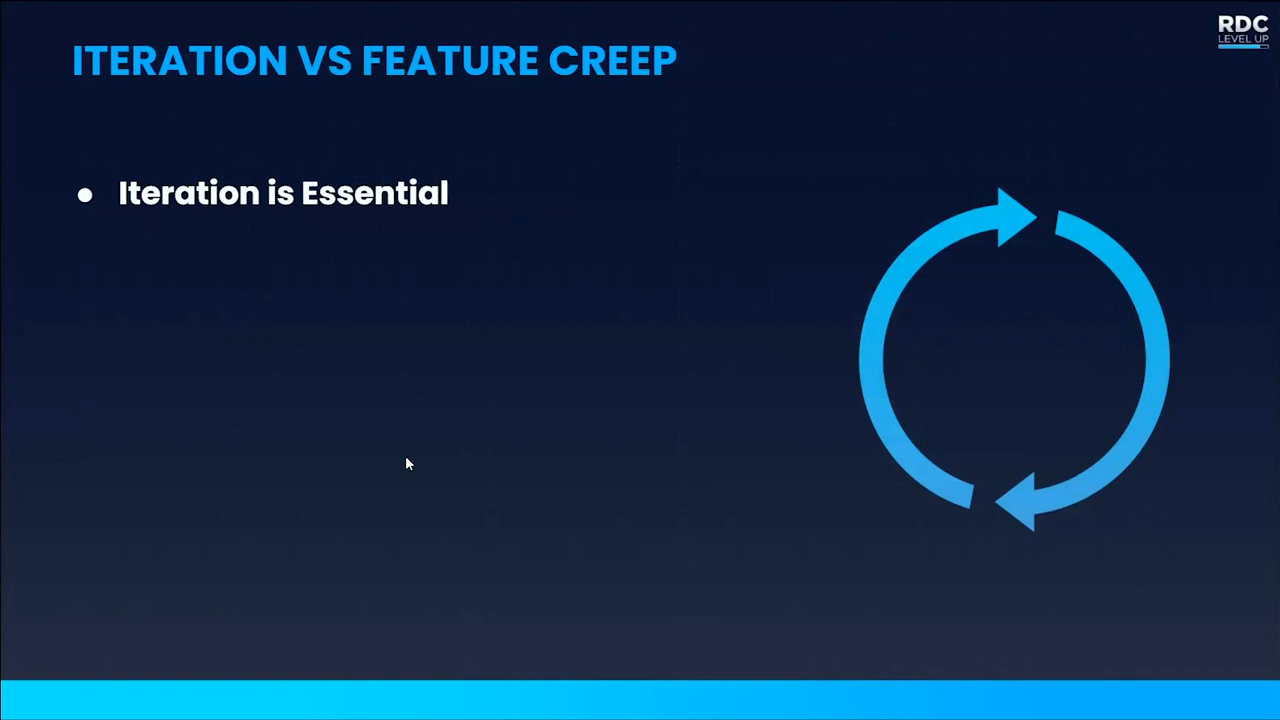 RDC
LEVEL UP
ITERATION VS FEATURE CREEP
● Iteration is Essential